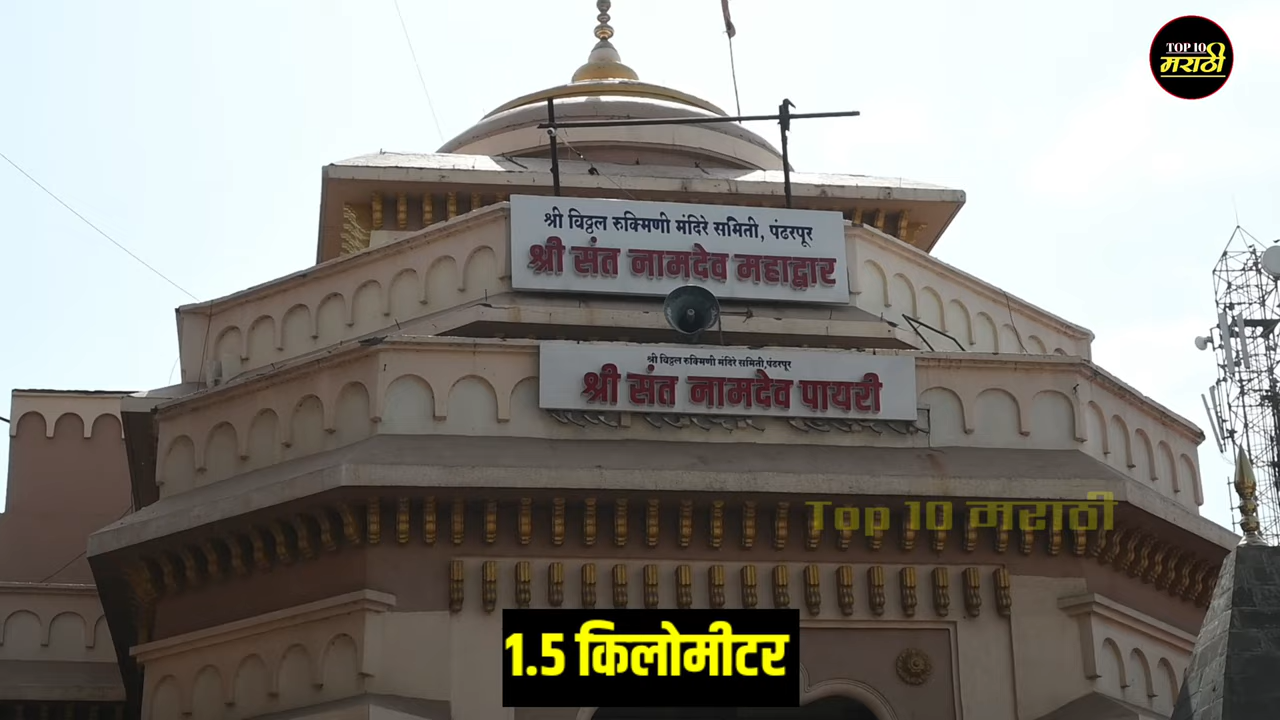 TOP 10
मराठी
श्री विठ्ठल रुक्मिणी मंदिरे समिती, पंढरपूर
श्री संत नामदेव महाद्वार
श्री विठ्ठल रुक्मिणी मंदिरे समिती,पंढरपूर
श्री संत नामदेव पायरी
Top 10 मराठी
1.5 किलोमीटर